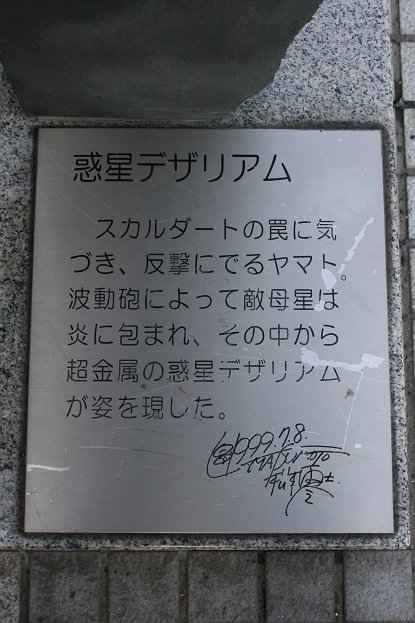 惑星デザリアム
スカルダートの罠に気
づき、反撃にでるヤマト。
波動砲によって敵母星は
炎に包まれ、その中から
超金属の惑星デザリアム
が姿を現した。
1999.7.8.